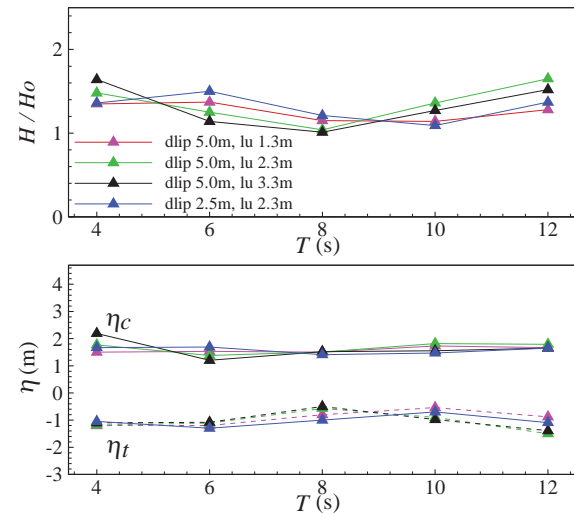 2
H / Ho
1
dlip 5.0m, lu 1.3m
dlip 5.0m, lu 2.3m
dlip 5.0m, lu 3.3m
dlip 2.5m, lu 2.3m
0
4 6 8 10 12
T (s)
4
3
ηc
2
1
η (m)
0
-1
ηt
-2
-3
4 6 8 10 12
T (s)